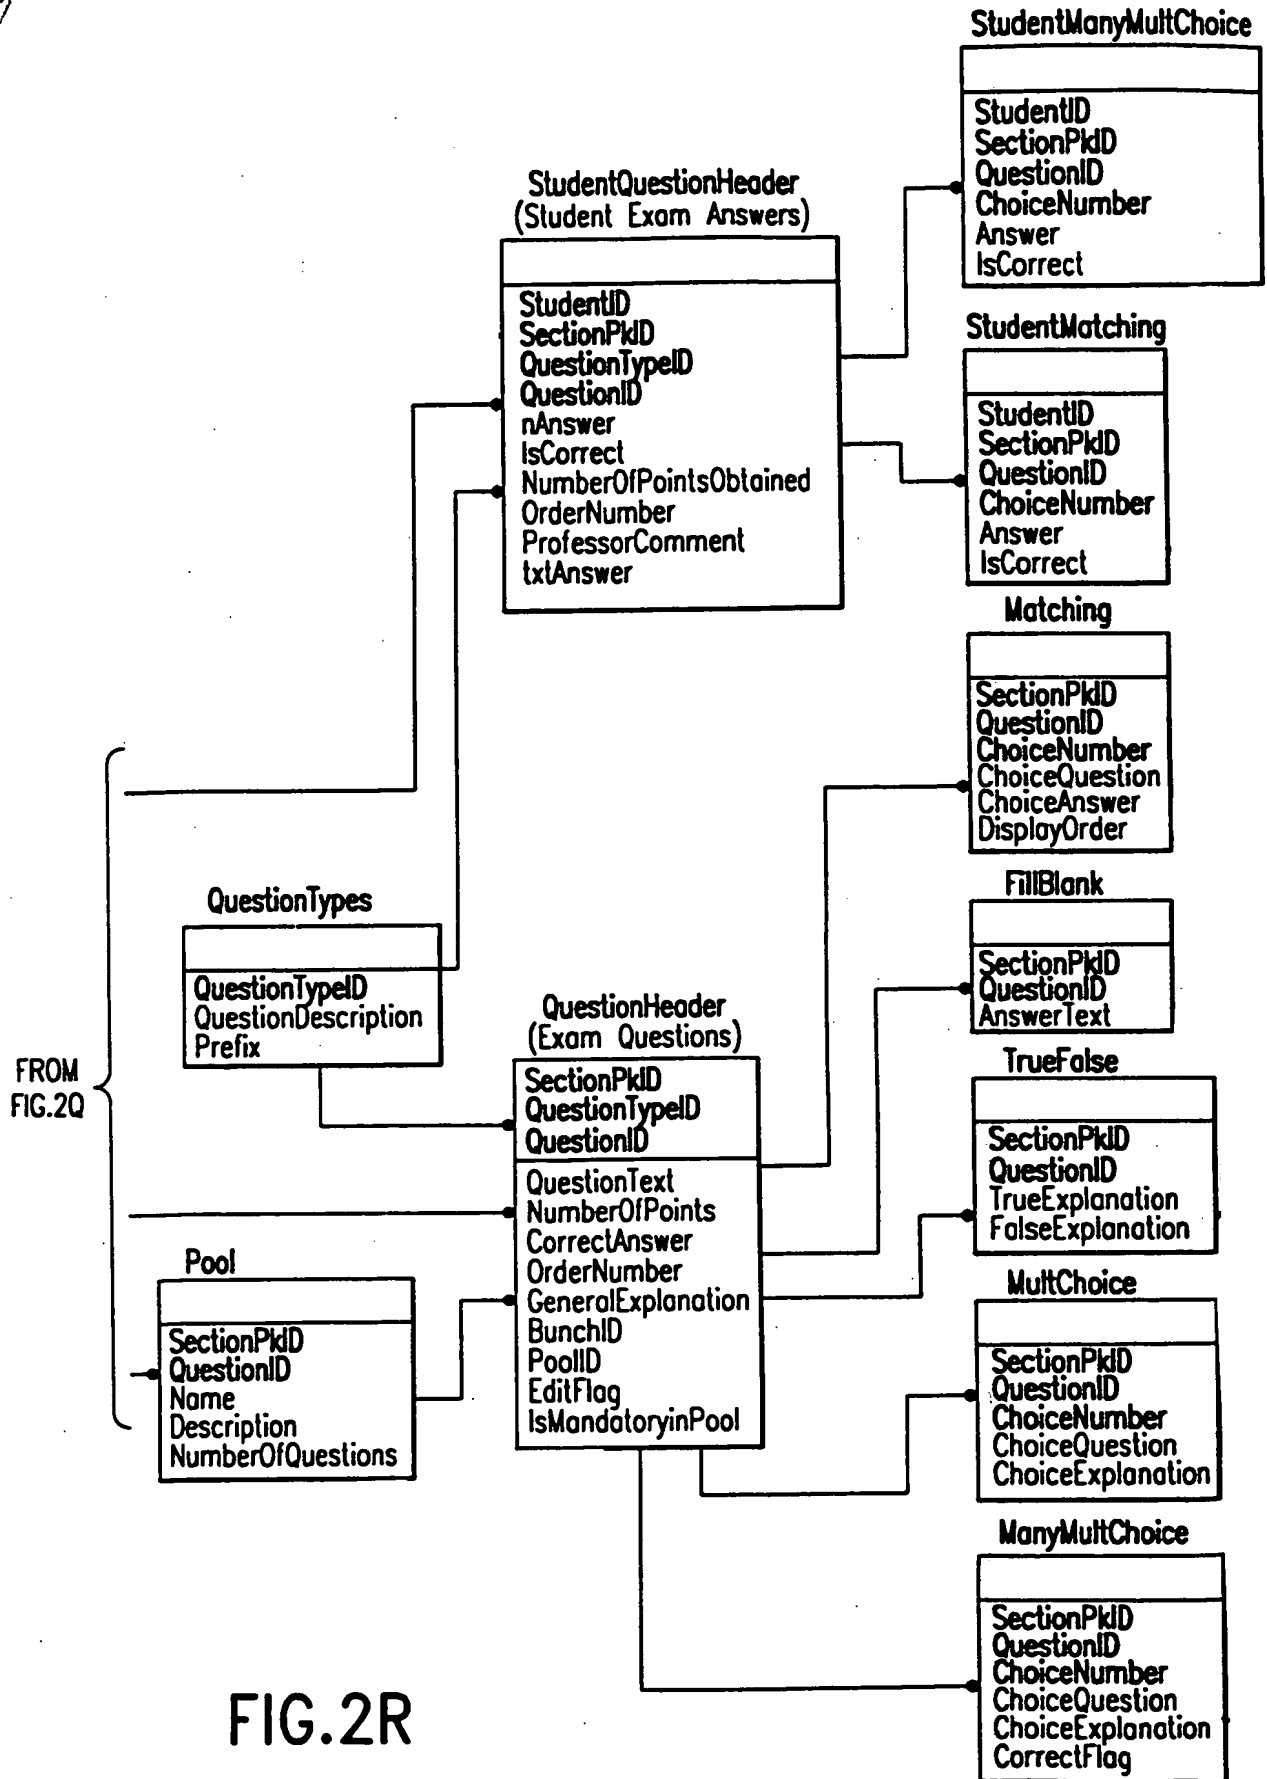 StudentManyMultChoice
StudentID
SectionPkID
QuestionID
ChoiceNumber
Answer
IsCorrect
StudentQuestionHeader
(Student Exam Answers)
StudentID
SectionPkID
QuestionTypeID
QuestionID
nAnswer
IsCorrect
NumberOfPointsObtained
OrderNumber
ProfessorComment
txtAnswer
StudentMatching
StudentID
SectionPkID
QuestionID
ChoiceNumber
Answer
IsCorrect
Matching
SectionPkID
QuestionID
ChoiceNumber
ChoiceQuestion
ChoiceAnswer
DisplayOrder
QuestionTypes
QuestionTypeID
QuestionDescription
Prefix
FillBlank
SectionPkID
QuestionID
AnswerText
FROM
FIG.2Q
QuestionHeader
(Exam Questions)
SectionPkID
QuestionTypeID
QuestionID
QuestionText
NumberOfPoints
CorrectAnswer
OrderNumber
GeneralExplanation
BunchID
PoolID
EditFlag
IsMandatoryinPool
TrueFalse
SectionPkID
QuestionID
TrueExplanation
FalseExplanation
Pool
SectionPkID
QuestionID
Name
Description
NumberOfQuestions
MultChoice
SectionPkID
QuestionID
ChoiceNumber
ChoiceQuestion
ChoiceExplanation
ManyMultChoice
SectionPkID
QuestionID
ChoiceNumber
ChoiceQuestion
ChoiceExplanation
CorrectFlag
FIG.2R